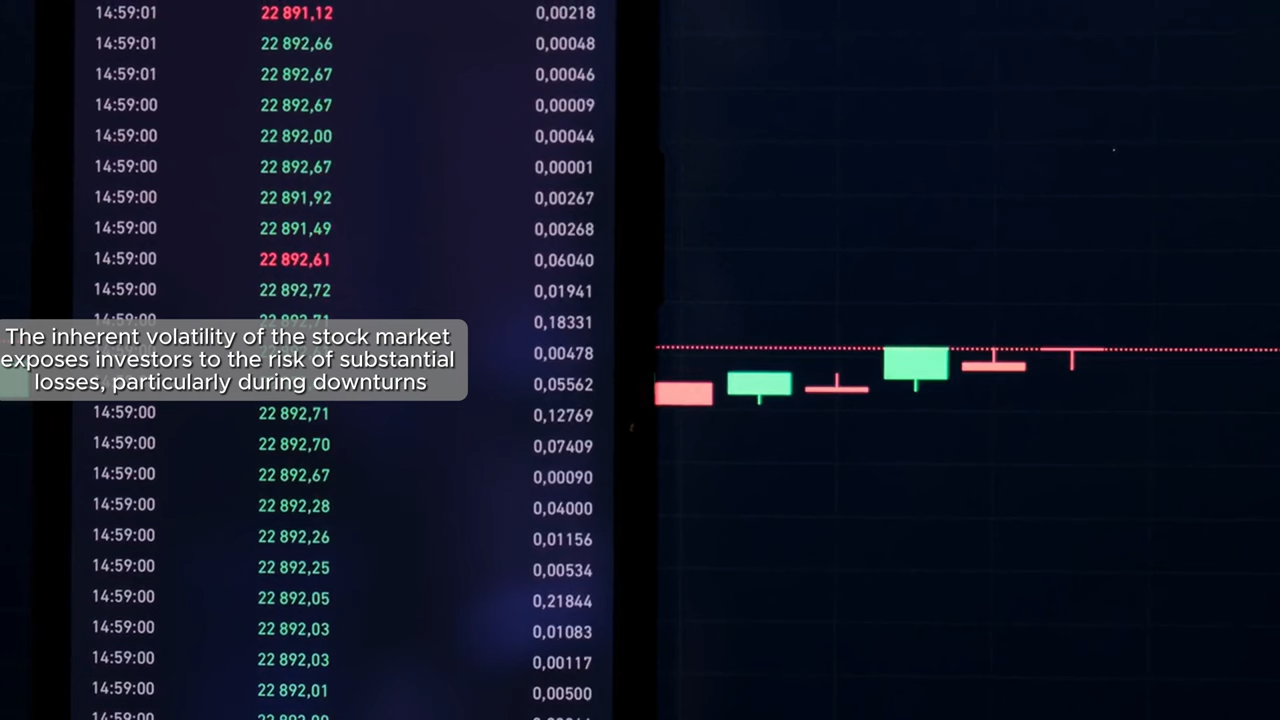 14:59:01 22 891,12 0,00218
14:59:01 22 892,66 0,00048
14:59:01 22 892,67 0,00046
14:59:00 22 892,67 0,00009
14:59:00 22 892,00 0,00044
14:59:00 22 892,67 0,00001
14:59:00 22 891,92 0,00267
14:59:00 22 891,49 0,00268
14:59:00 22 892,61 0,06040
14:59:00 22 892,72 0,01941
14:59:00 22 892,71 0,18331
The inherent volatility of the stock market
exposes investors to the risk of substantial
losses, particularly during downturns
0,00478
0,05562
14:59:00 22 892,71 0,12769
14:59:00 22 892,70 0,07409
14:59:00 22 892,67 0,00090
14:59:00 22 892,28 0,04000
14:59:00 22 892,26 0,01156
14:59:00 22 892,25 0,00534
14:59:00 22 892,05 0,21844
14:59:00 22 892,03 0,01083
14:59:00 22 892,03 0,00117
14:59:00 22 892,01 0,00500